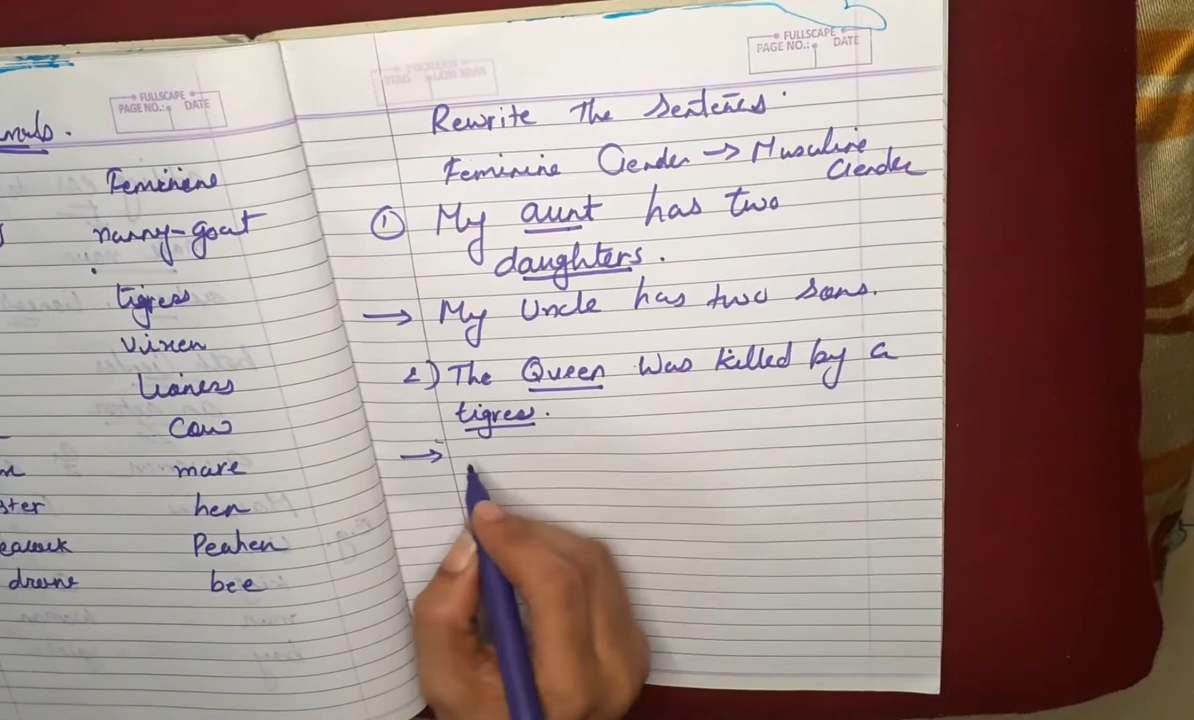 FULLSCAPE
PAGE NO.: DATE
Feminine
nanny-goat
tigress
vixen
Lioness
Cow
mare
hen
Peahen
drone bee
FULLSCAPE
PAGE NO.: DATE
Rewrite The Sentences.
Feminine Gender → Musculine
Gender
① My aunt has two
daughters.
→ My Uncle has two sons.
2) The Queen was killed by a
tigress.
→